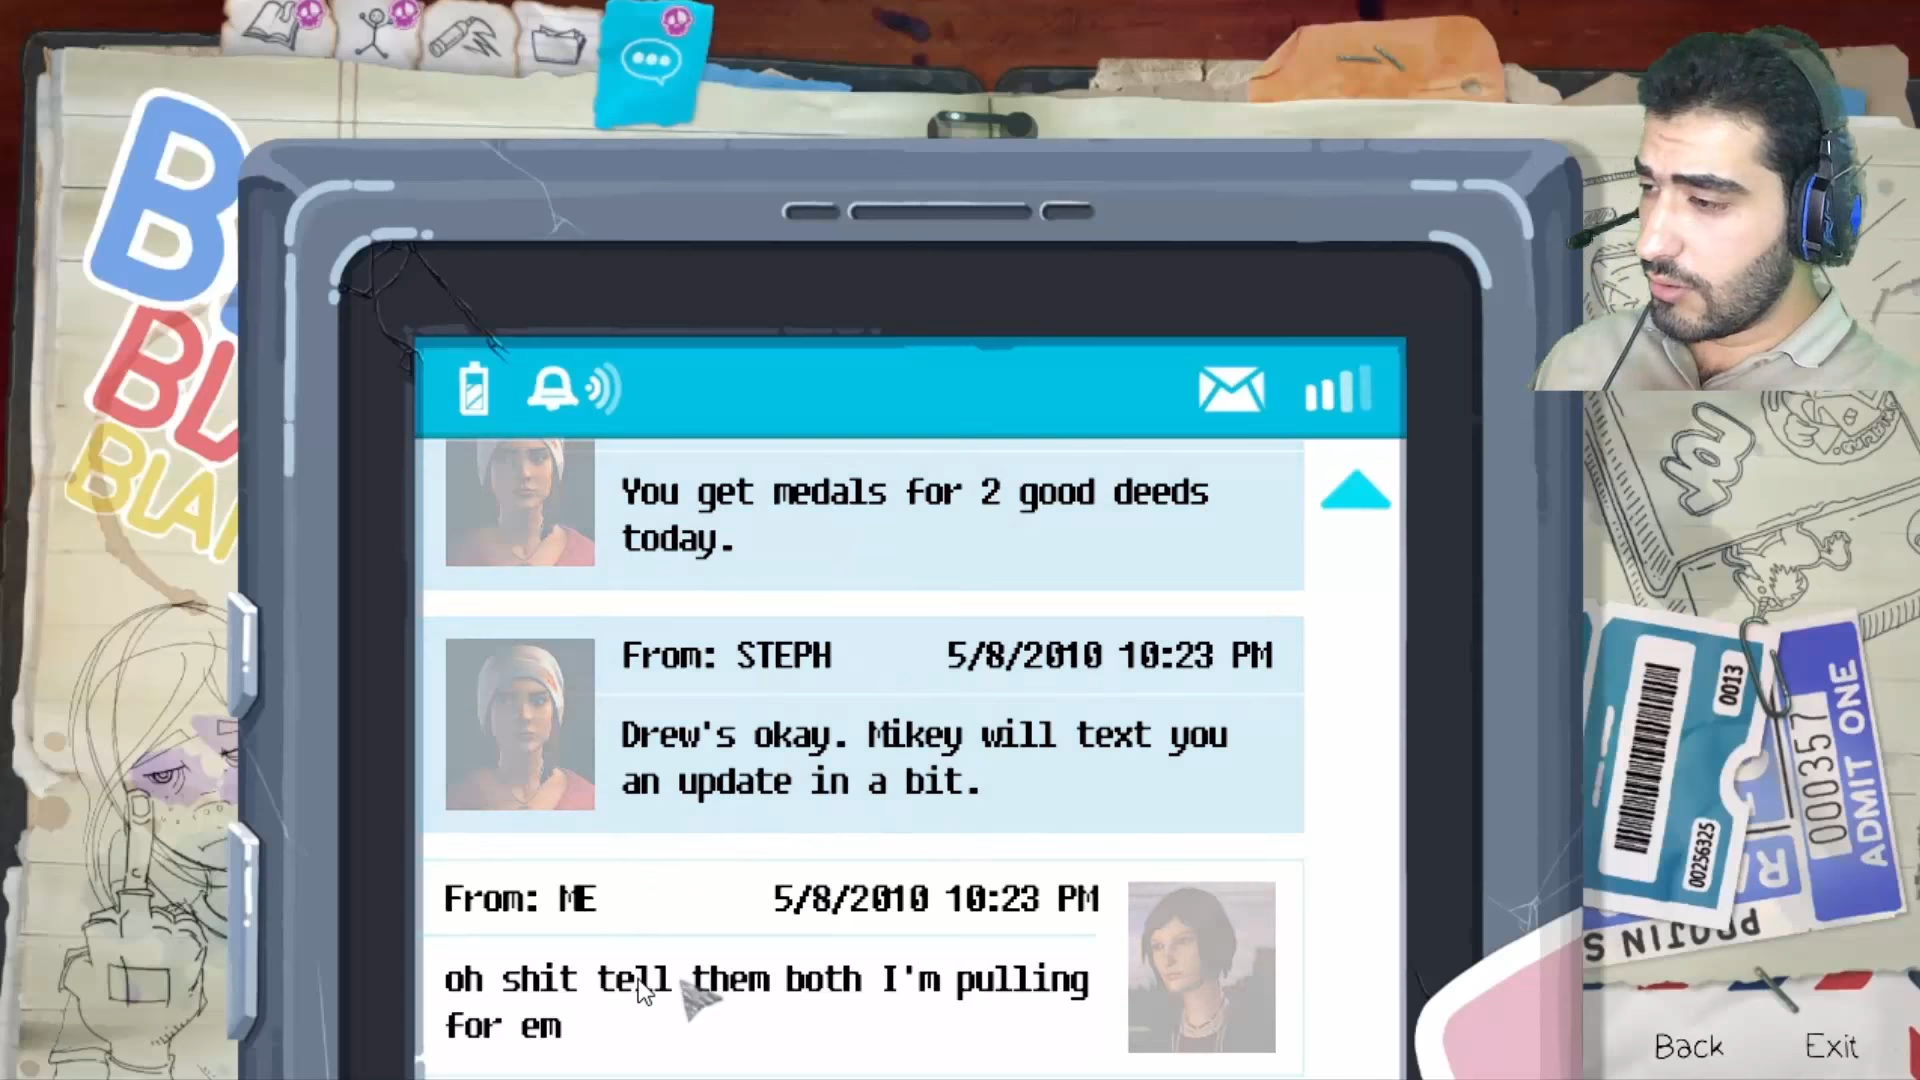 You get medals for 2 good deeds
today.
From: STEPH 5/8/2010 10:23 PM
Drew's okay. Mikey will text you
an update in a bit.
From: ME 5/8/2010 10:23 PM
oh shit tell them both I'm pulling
for em
0013
00256325
000357
ADMIT ONE
Back Exit